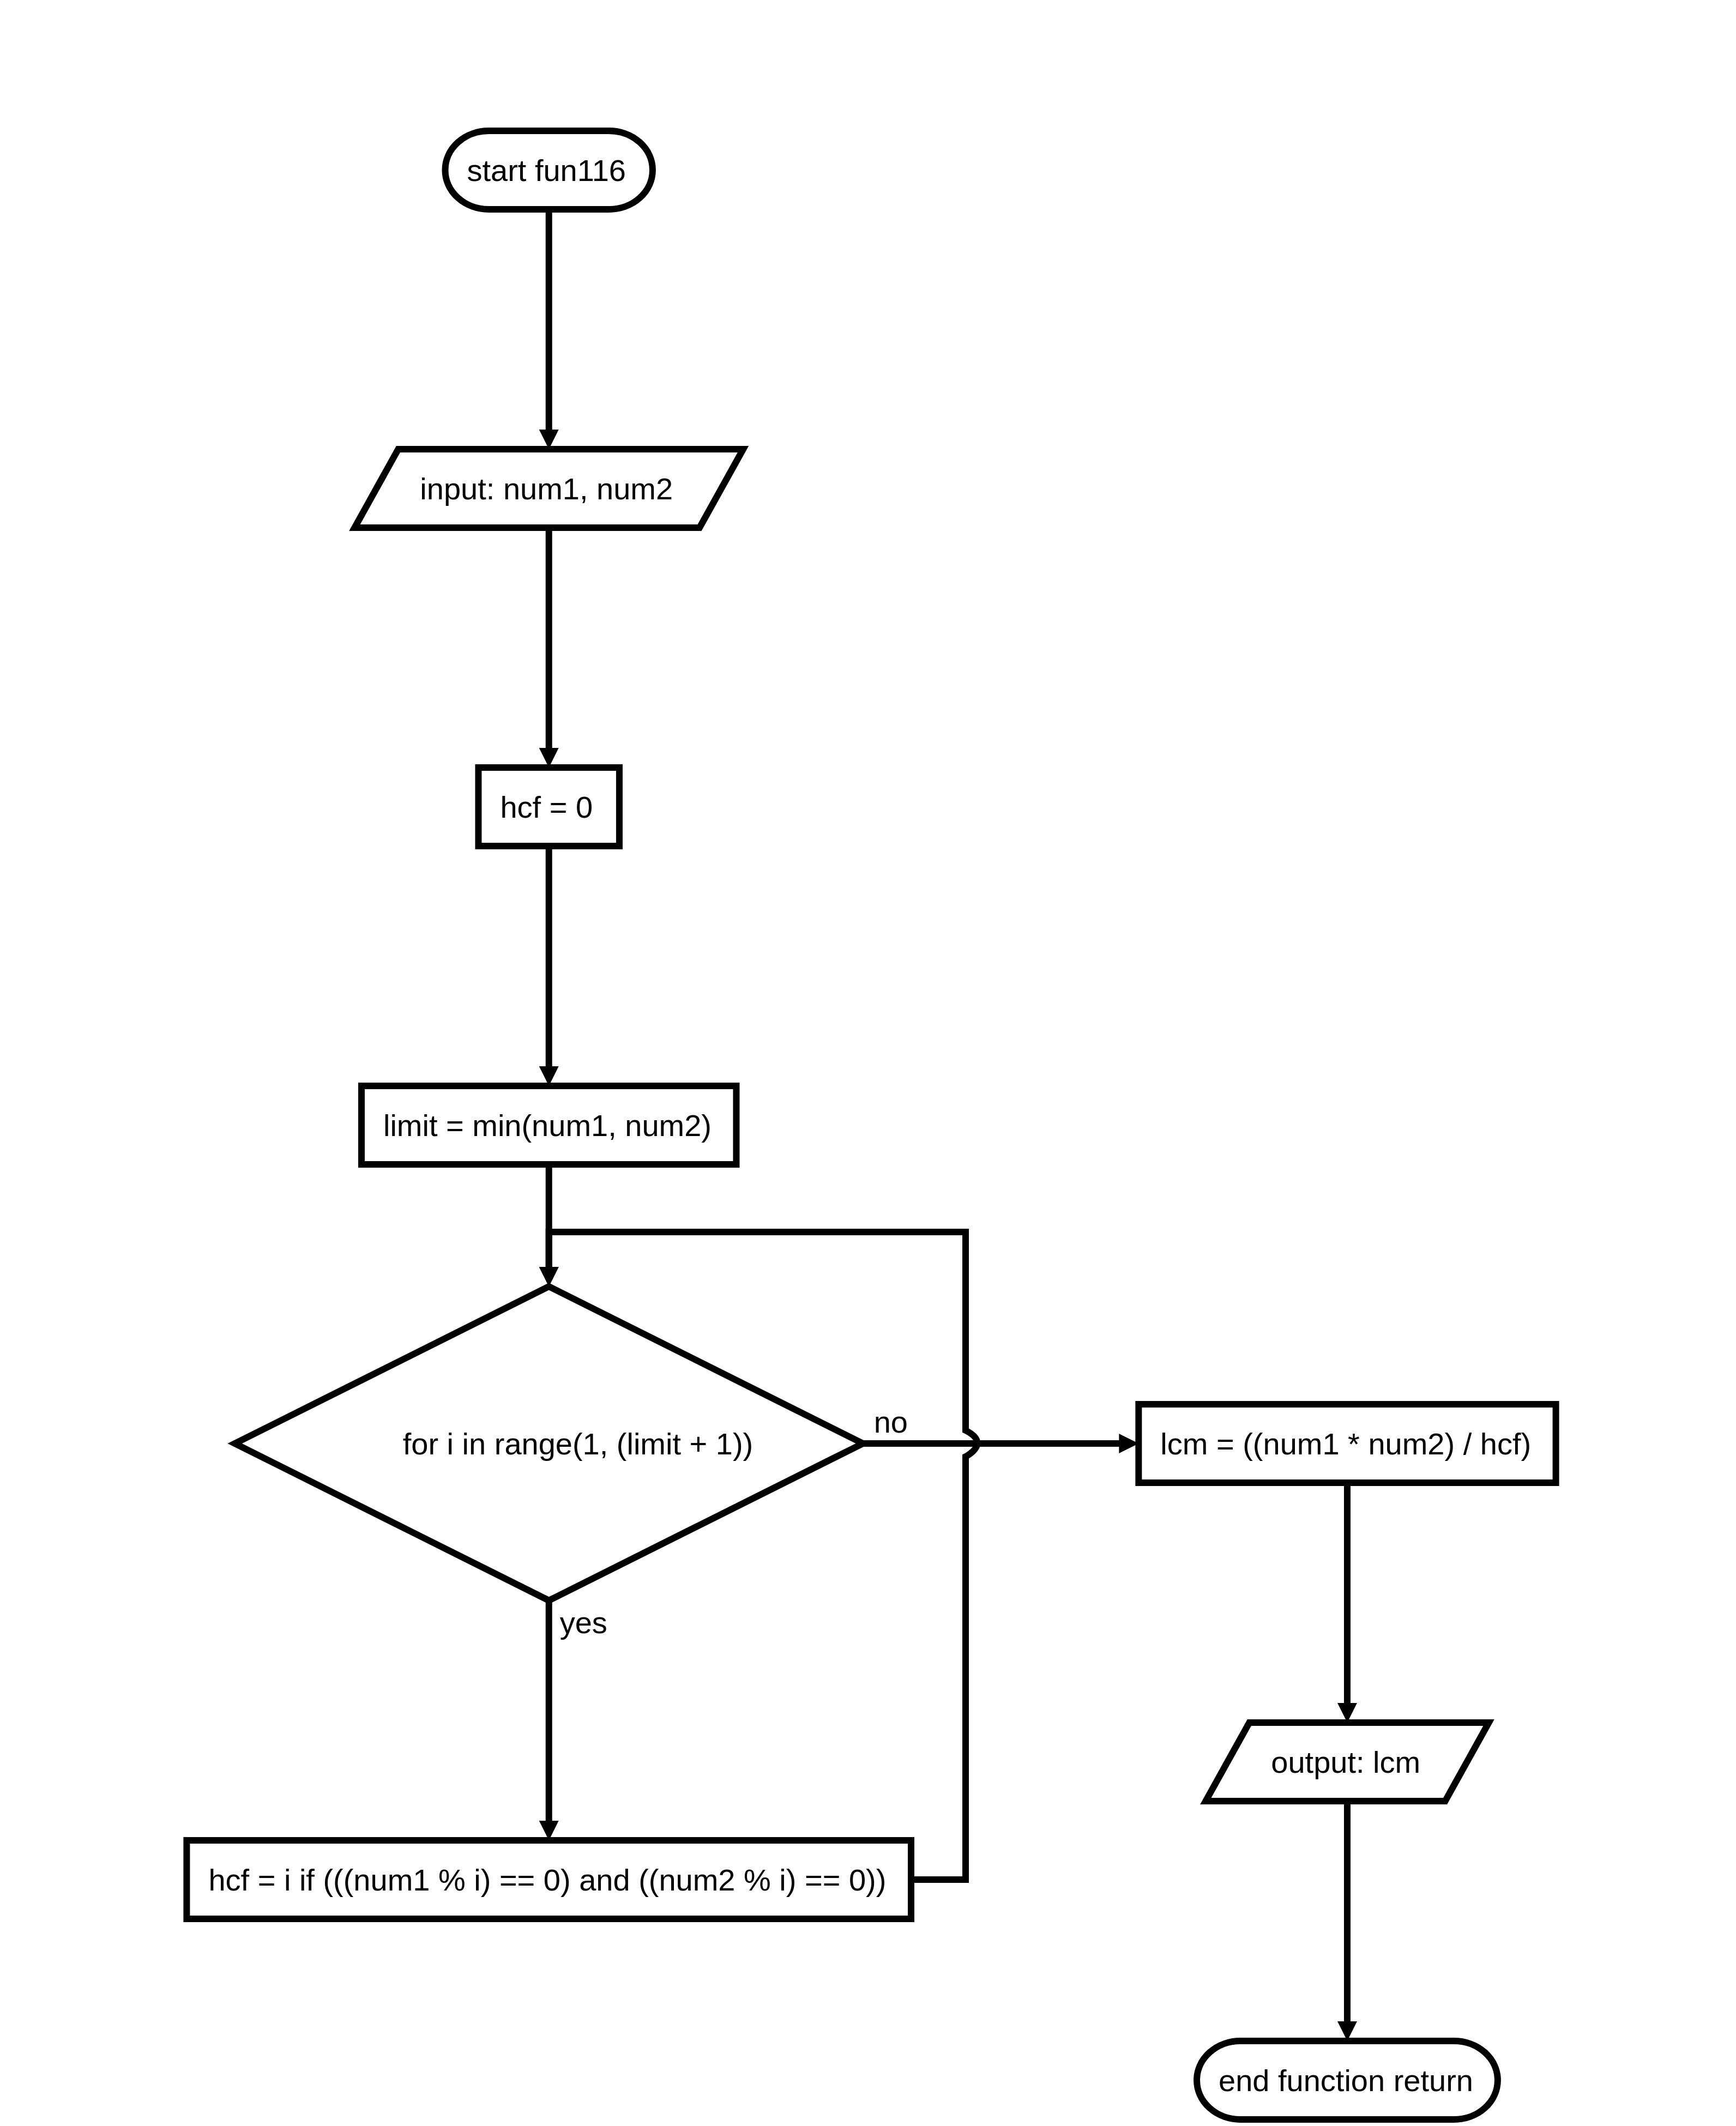 start fun116
input: num1, num2
hcf = 0
limit = min(num1, num2)
for i in range(1, (limit + 1))
no
lcm = ((num1 * num2) / hcf)
yes
output: lcm
hcf = i if (((num1 % i) == 0) and ((num2 % i) == 0))
end function return